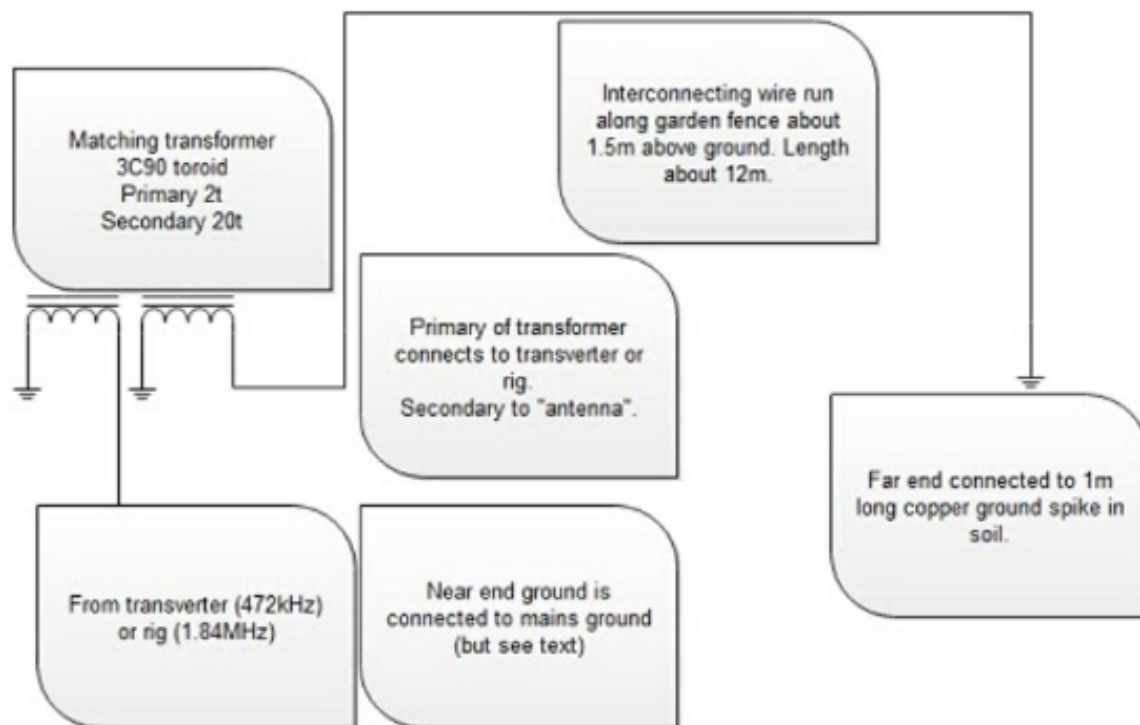 Matching transformer
3C90 toroid
Primary 2t
Secondary 20t
Interconnecting wire run
along garden fence about
1.5m above ground. Length
about 12m.
Primary of transformer
connects to transverter or
rig.
Secondary to "antenna".
Far end connected to 1m
long copper ground spike in
soil.
From transverter (472kHz)
or rig (1.84MHz)
Near end ground is
connected to mains ground
(but see text)